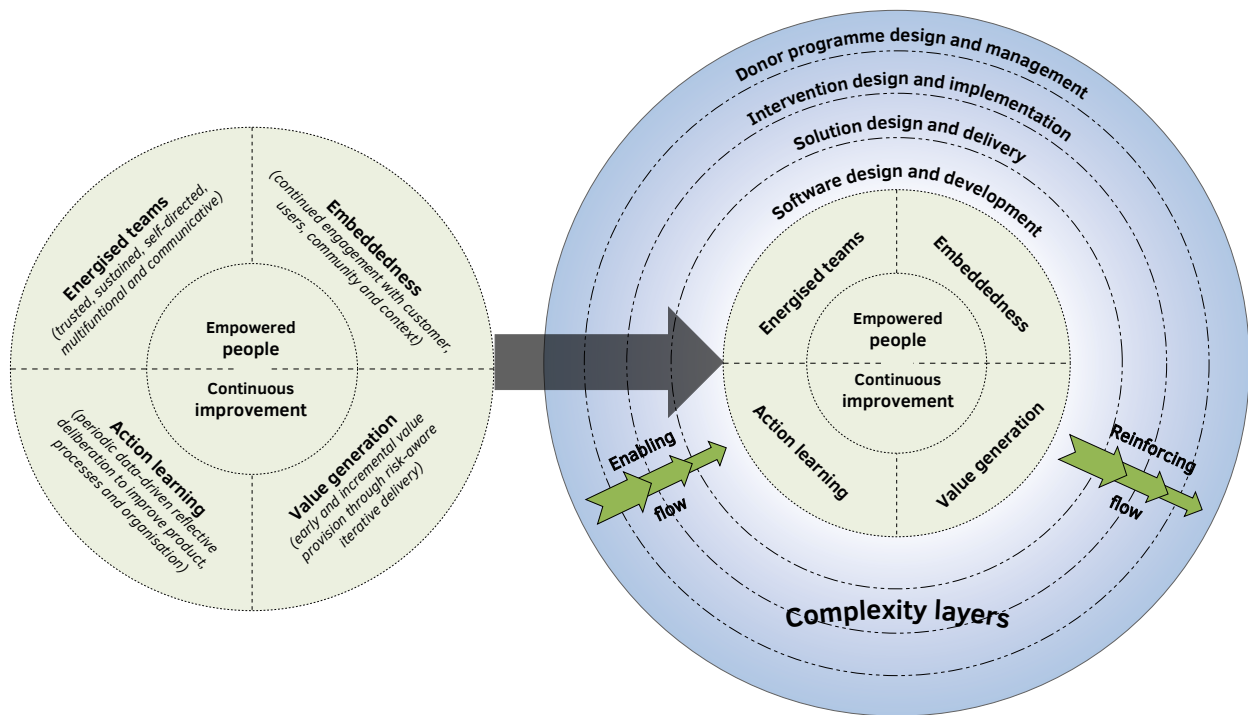 Energised teams
(trusted, sustained, self-directed,
multifuntional and communicative)
Embeddedness
(continued engagement with customer,
users, community and context)
Empowered
people
Continuous
improvement
Action learning
(periodic data-driven reflective
deliberation to improve product,
processes and organisation)
Value generation
(early and incremental value
provision through risk-aware
iterative delivery)
Donor programme design and management
Intervention design and implementation
Solution design and delivery
Software design and development
Energised teams
Embeddedness
Empowered
people
Continuous
improvement
Action learning
Value generation
Enabling
flow
Reinforcing
flow
Complexity layers